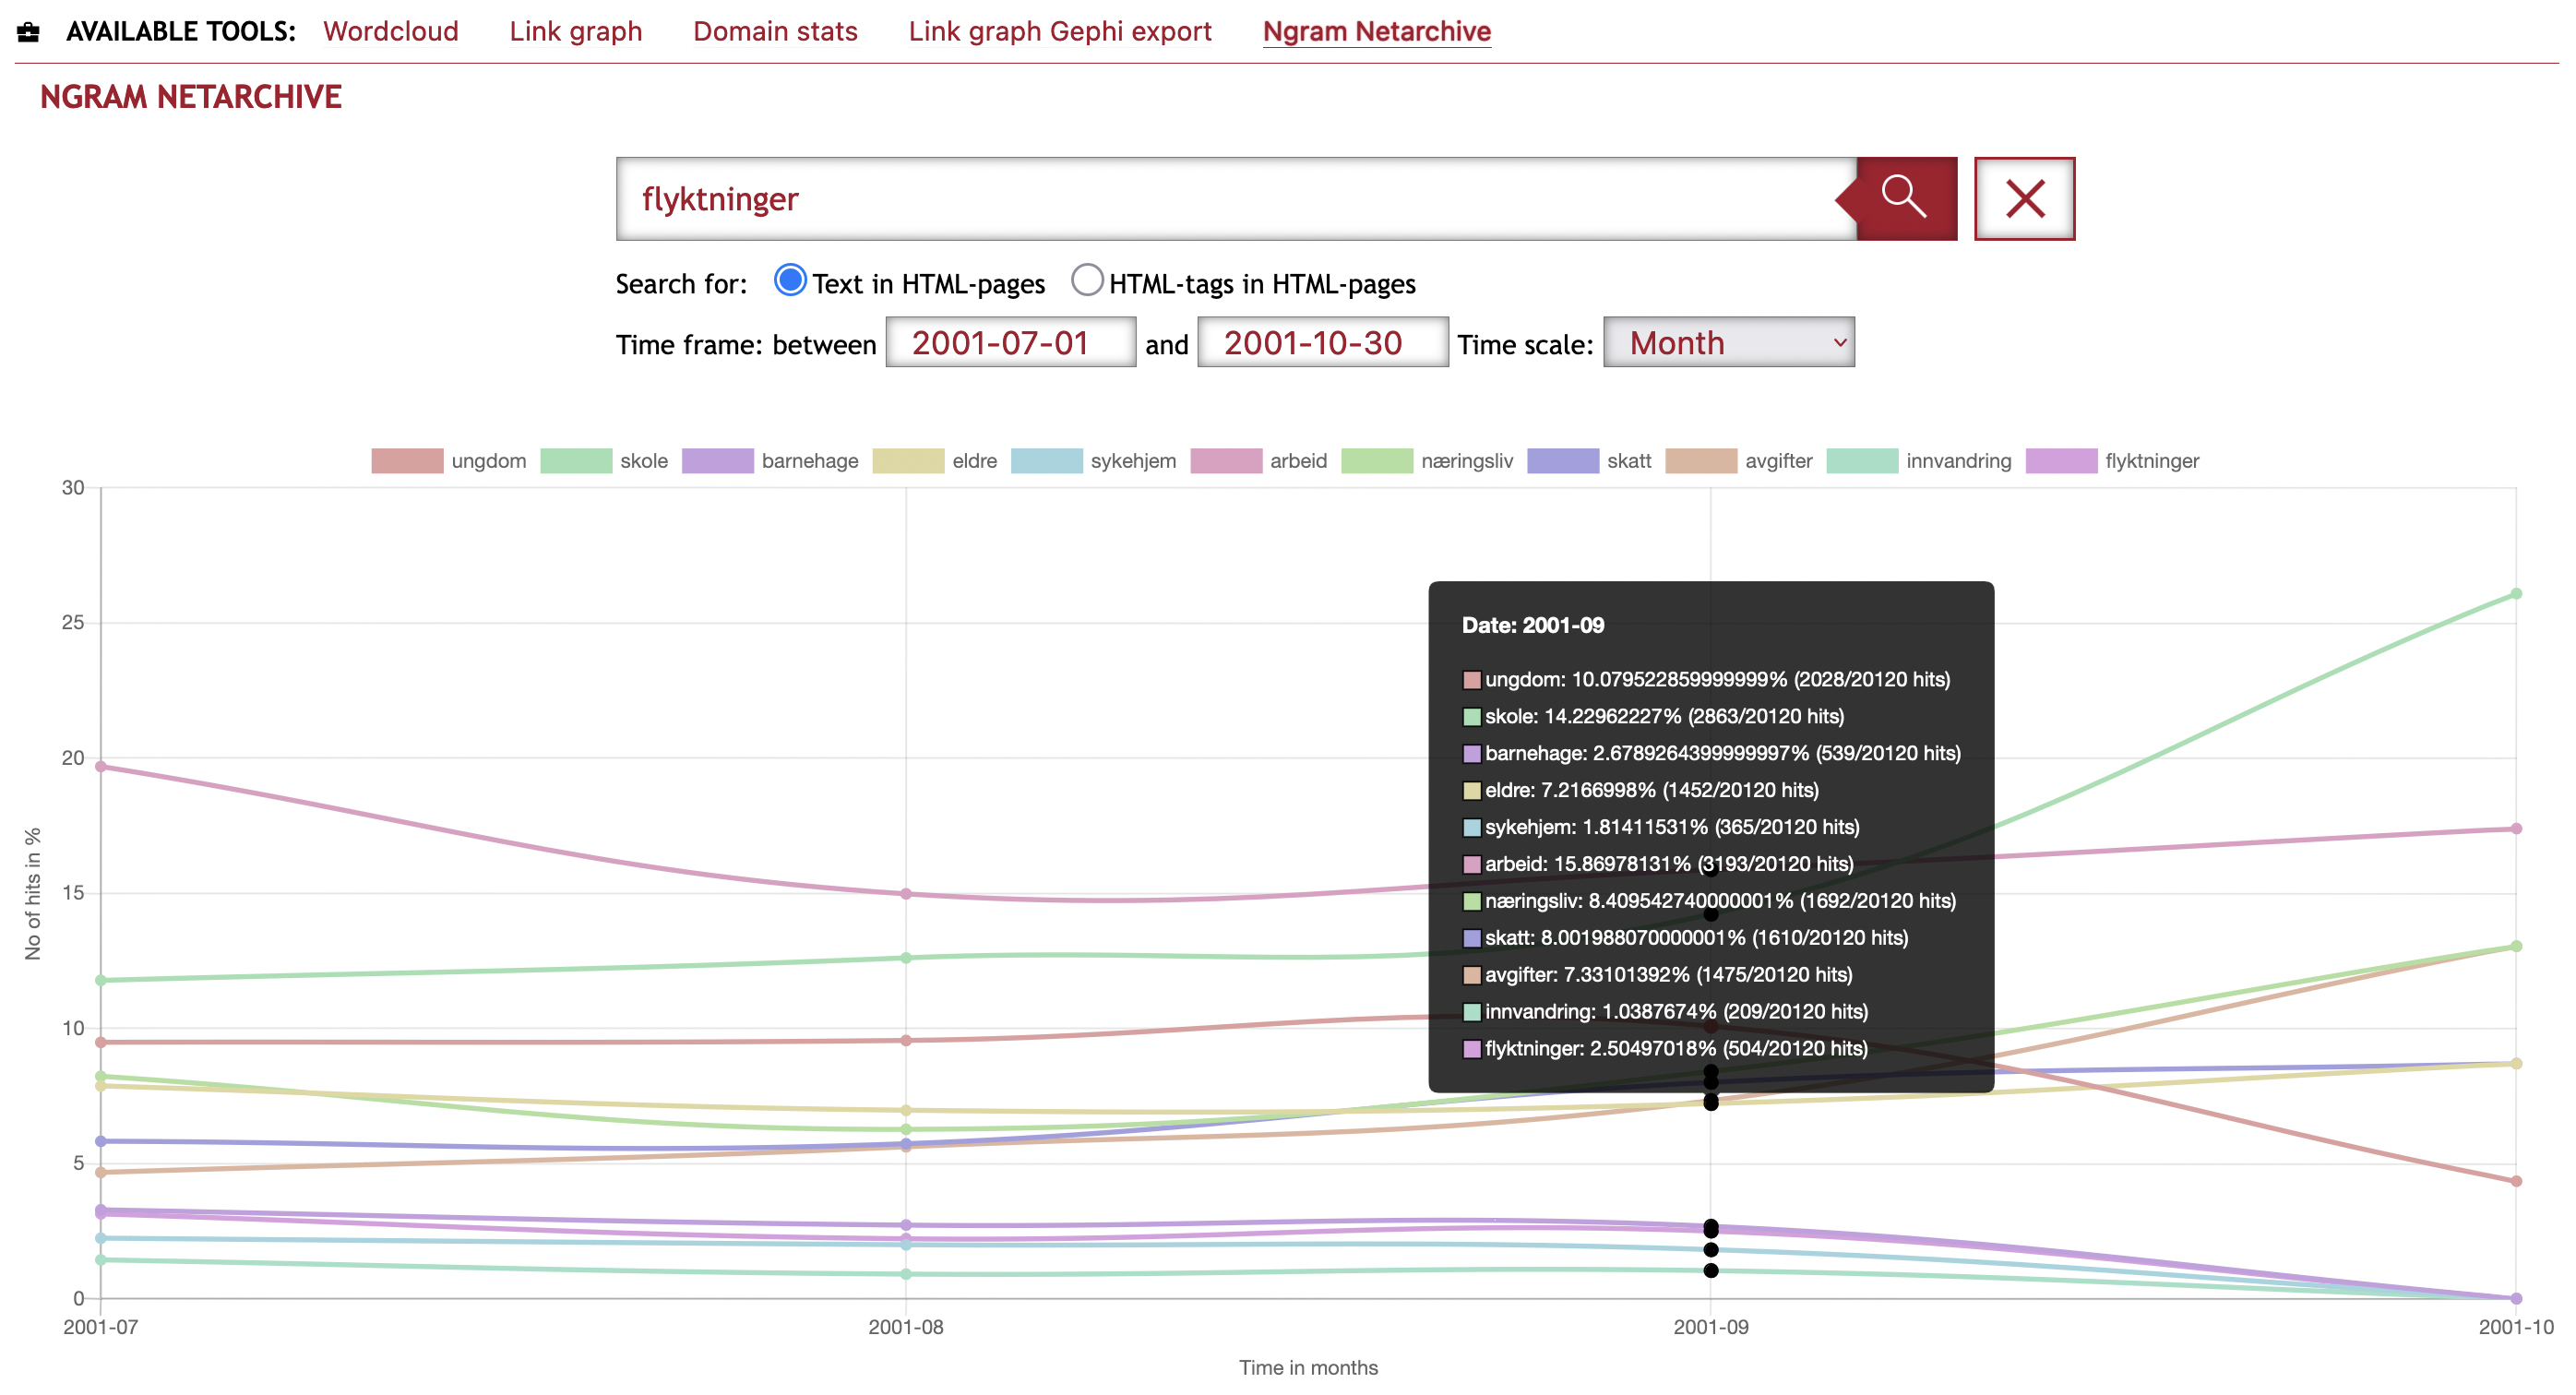 AVAILABLE TOOLS: Wordcloud Link graph Domain stats Link graph Gephi export Ngram Netarchive
NGRAM NETARCHIVE
flyktninger
Search for: Text in HTML-pages HTML-tags in HTML-pages
Time frame: between 2001-07-01 and 2001-10-30 Time scale: Month
ungdom skole barnehage eldre sykehjem arbeid næringsliv skatt avgifter innvandring flyktninger
30
25
20
15
10
5
0
No of hits in %
Date: 2001-09
ungdom: 10.079522859999999% (2028/20120 hits)
skole: 14.22962227% (2863/20120 hits)
barnehage: 2.6789264399999997% (539/20120 hits)
eldre: 7.2166998% (1452/20120 hits)
sykehjem: 1.81411531% (365/20120 hits)
arbeid: 15.86978131% (3193/20120 hits)
næringsliv: 8.409542740000001% (1692/20120 hits)
skatt: 8.001988070000001% (1610/20120 hits)
avgifter: 7.33101392% (1475/20120 hits)
innvandring: 1.0387674% (209/20120 hits)
flyktninger: 2.50497018% (504/20120 hits)
2001-07 2001-08 2001-09 2001-10
Time in months